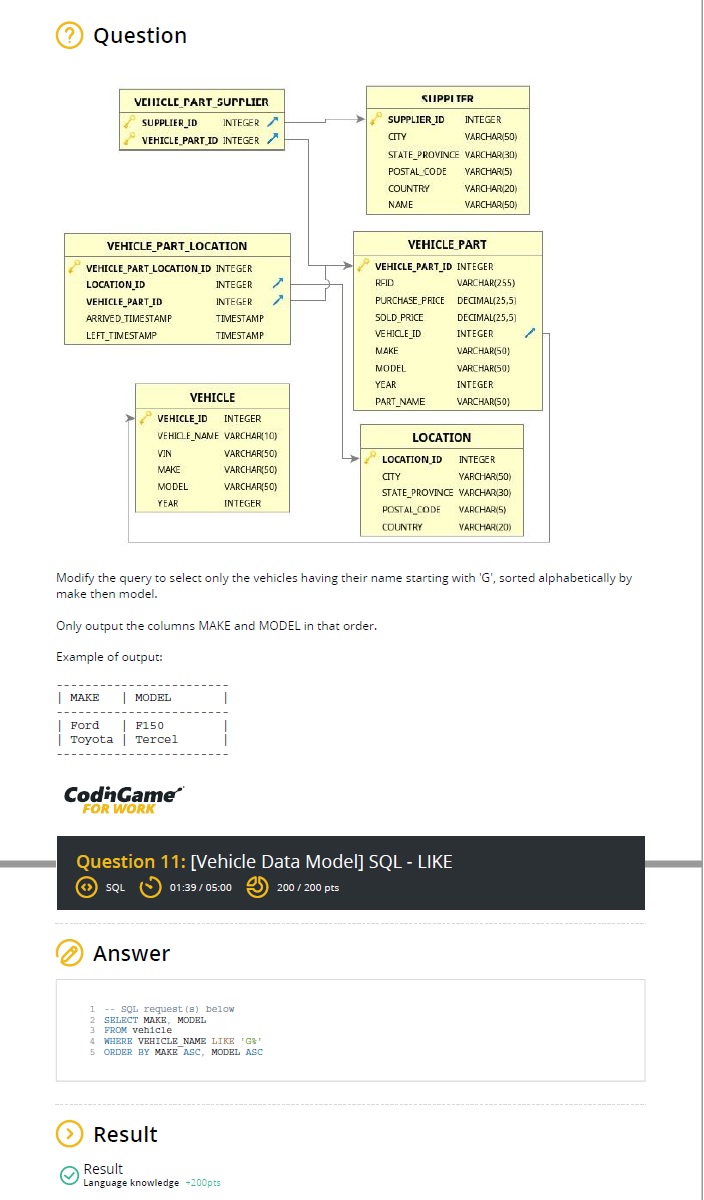 Question
VEHICLE_PART_SUPPLIER
SUPPLIER_ID INTEGER
VEHICLE_PART_ID INTEGER
SUPPLIER
SUPPLIER_ID INTEGER
CITY VARCHAR(50)
STATE_PROVINCE VARCHAR(30)
POSTAL_CODE VARCHAR(5)
COUNTRY VARCHAR(20)
NAME VARCHAR(50)
VEHICLE_PART_LOCATION
VEHICLE_PART_LOCATION_ID INTEGER
LOCATION_ID INTEGER
VEHICLE_PART_ID INTEGER
ARRIVED_TIMESTAMP TIMESTAMP
LEFT_TIMESTAMP TIMESTAMP
VEHICLE_PART
VEHICLE_PART_ID INTEGER
RFID VARCHAR(255)
PURCHASE_PRICE DECIMAL(25,5)
SOLD_PRICE DECIMAL(25,5)
VEHICLE_ID INTEGER
MAKE VARCHAR(50)
MODEL VARCHAR(50)
YEAR INTEGER
PART_NAME VARCHAR(50)
VEHICLE
VEHICLE_ID INTEGER
VEHICLE_NAME VARCHAR(10)
VIN VARCHAR(50)
MAKE VARCHAR(50)
MODEL VARCHAR(50)
YEAR INTEGER
LOCATION
LOCATION_ID INTEGER
CITY VARCHAR(50)
STATE_PROVINCE VARCHAR(30)
POSTAL_CODE VARCHAR(5)
COUNTRY VARCHAR(20)
Modify the query to select only the vehicles having their name starting with 'G', sorted alphabetically by
make then model.
Only output the columns MAKE and MODEL in that order.
Example of output:
------------------------
| MAKE | MODEL |
------------------------
| Ford | F150 |
| Toyota | Tercel |
------------------------
CodinGame
FOR WORK
Question 11: [Vehicle Data Model] SQL - LIKE
SQL 01:39 / 05:00 200 / 200 pts
Answer
1 -- SQL request(s) below
2 SELECT MAKE, MODEL
3 FROM vehicle
4 WHERE VEHICLE_NAME LIKE 'G%'
5 ORDER BY MAKE ASC, MODEL ASC
Result
Result
Language knowledge +200pts